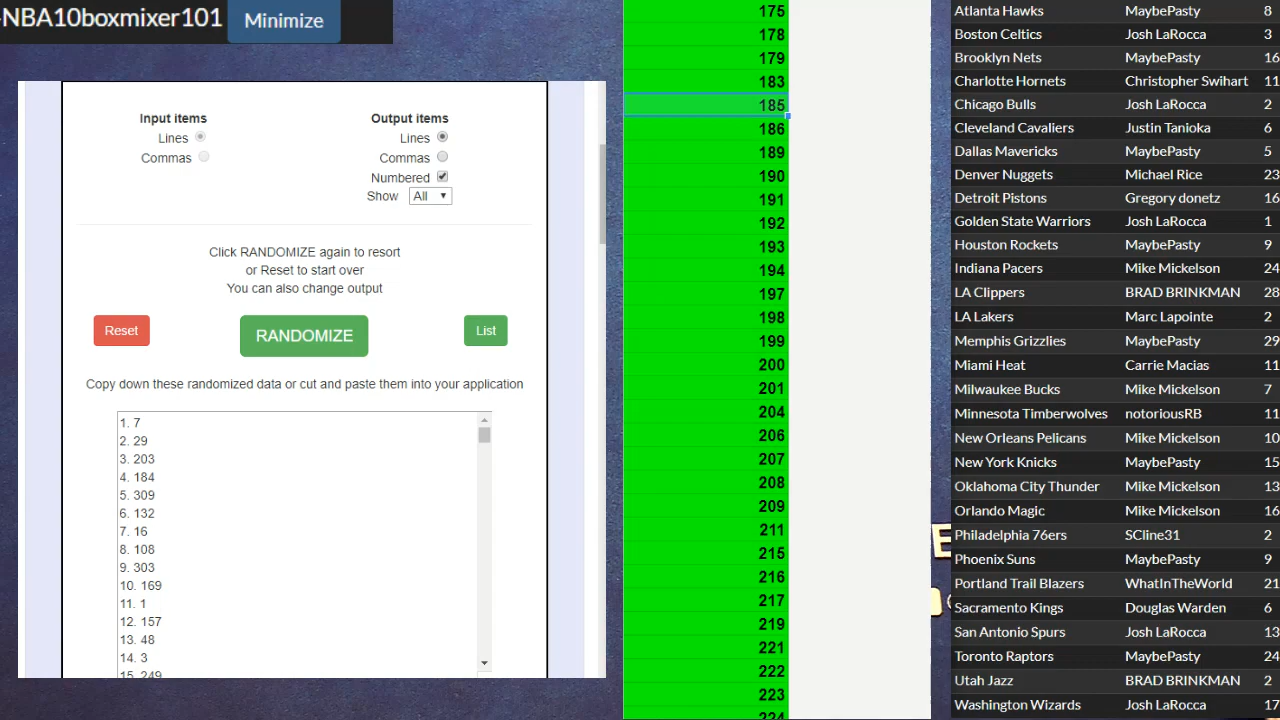 -NBA10boxmixer101
Minimize
Input items
Lines
Commas
Output items
Lines
Commas
Numbered
Show All
Click RANDOMIZE again to resort
or Reset to start over
You can also change output
Reset
RANDOMIZE
List
Copy down these randomized data or cut and paste them into your application
1. 7
2. 29
3. 203
4. 184
5. 309
6. 132
7. 16
8. 108
9. 303
10. 169
11. 1
12. 157
13. 48
14. 3
15. 249
175
178
179
183
185
186
189
190
191
192
193
194
197
198
199
200
201
204
206
207
208
209
211
215
216
217
219
221
222
223
224
Atlanta Hawks MaybePasty 8
Boston Celtics Josh LaRocca 3
Brooklyn Nets MaybePasty 16
Charlotte Hornets Christopher Swihart 11
Chicago Bulls Josh LaRocca 2
Cleveland Cavaliers Justin Tanioka 6
Dallas Mavericks MaybePasty 5
Denver Nuggets Michael Rice 23
Detroit Pistons Gregory donetz 16
Golden State Warriors Josh LaRocca 1
Houston Rockets MaybePasty 9
Indiana Pacers Mike Mickelson 24
LA Clippers BRAD BRINKMAN 28
LA Lakers Marc Lapointe 2
Memphis Grizzlies MaybePasty 29
Miami Heat Carrie Macias 11
Milwaukee Bucks Mike Mickelson 7
Minnesota Timberwolves notoriousRB 11
New Orleans Pelicans Mike Mickelson 10
New York Knicks MaybePasty 15
Oklahoma City Thunder Mike Mickelson 13
Orlando Magic Mike Mickelson 16
Philadelphia 76ers SCline31 2
Phoenix Suns MaybePasty 9
Portland Trail Blazers WhatInTheWorld 21
Sacramento Kings Douglas Warden 6
San Antonio Spurs Josh LaRocca 13
Toronto Raptors MaybePasty 24
Utah Jazz BRAD BRINKMAN 2
Washington Wizards Josh LaRocca 17